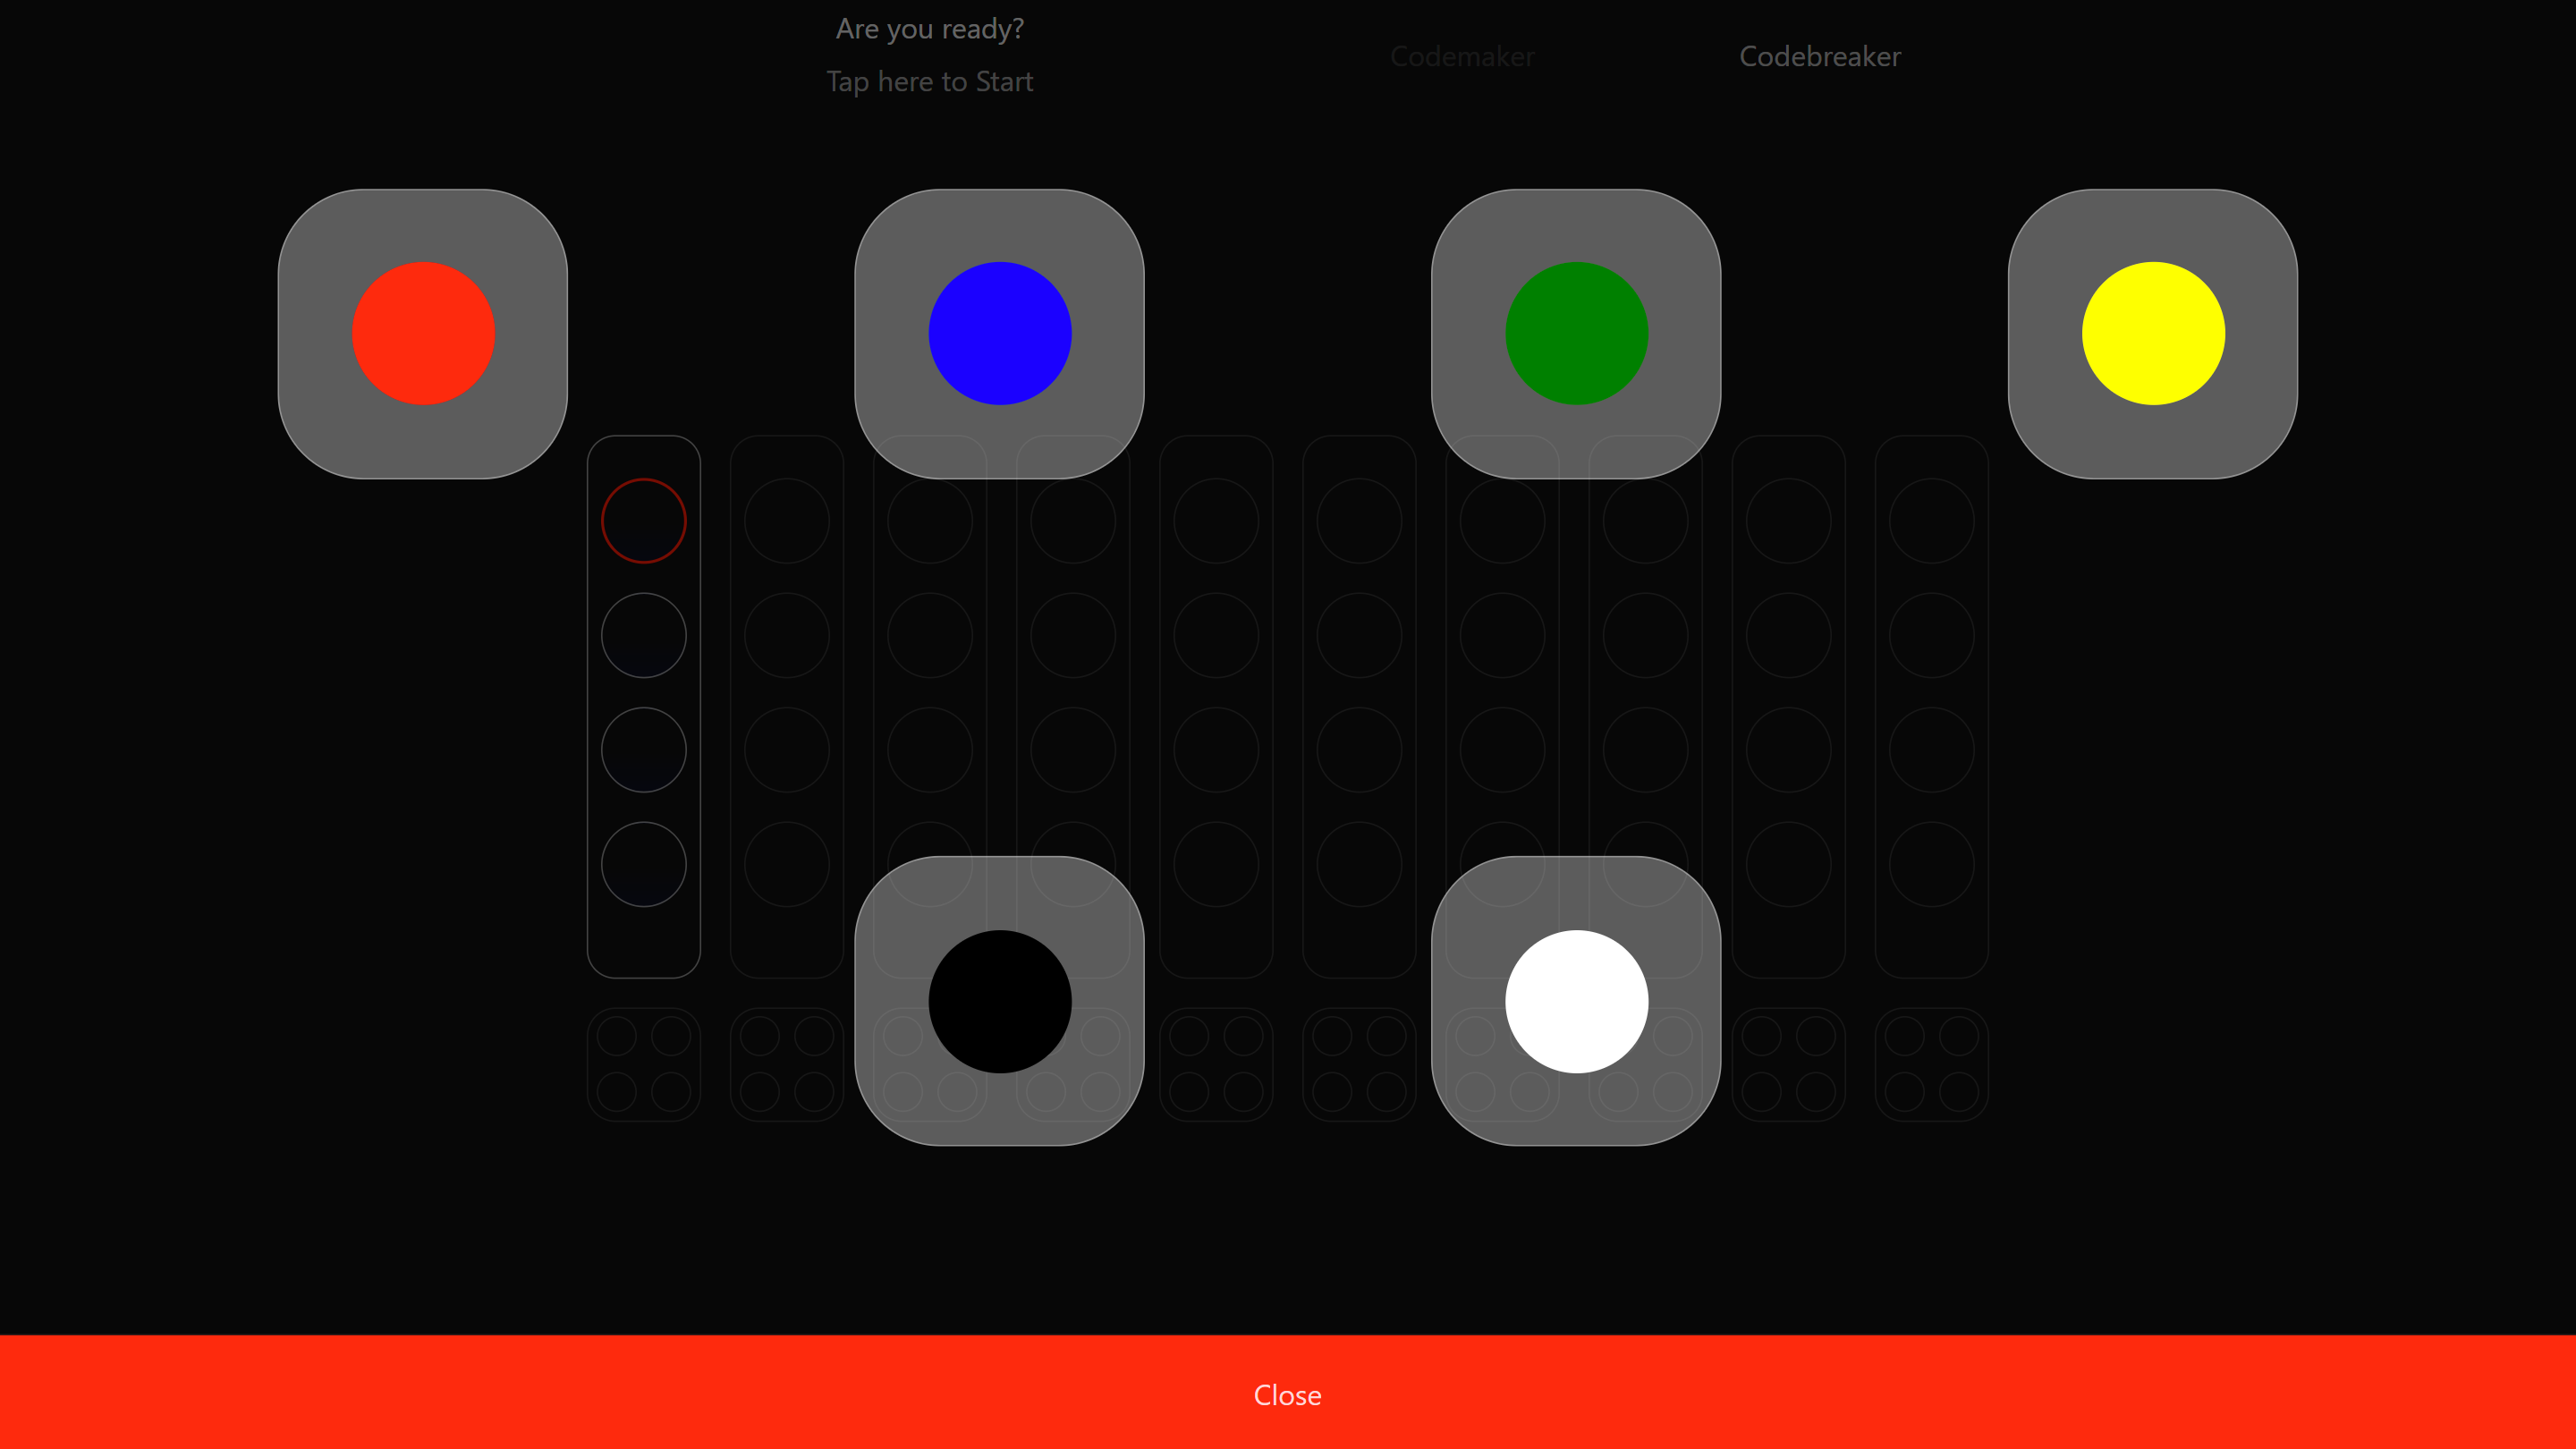 Are you ready?
Tap here to Start
Codemaker
Codebreaker
Close